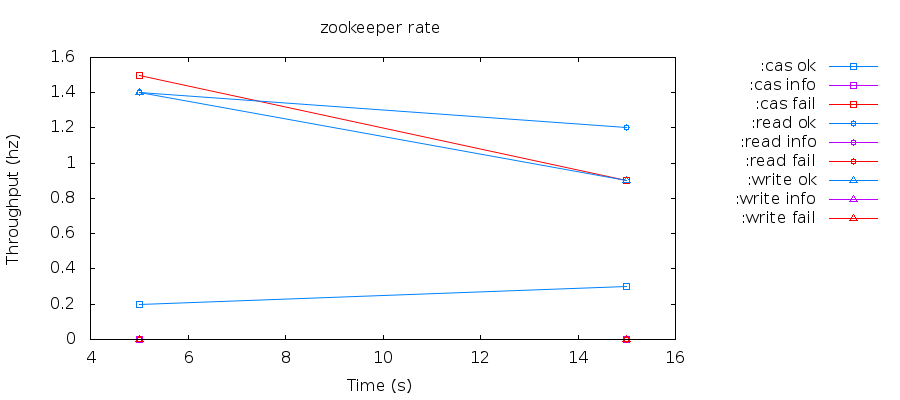 zookeeper rate
1.6
1.4
1.2
1
0.8
0.6
0.4
0.2
0
4 6 8 10 12 14 16
Throughput (hz)
Time (s)
:cas ok
:cas info
:cas fail
:read ok
:read info
:read fail
:write ok
:write info
:write fail